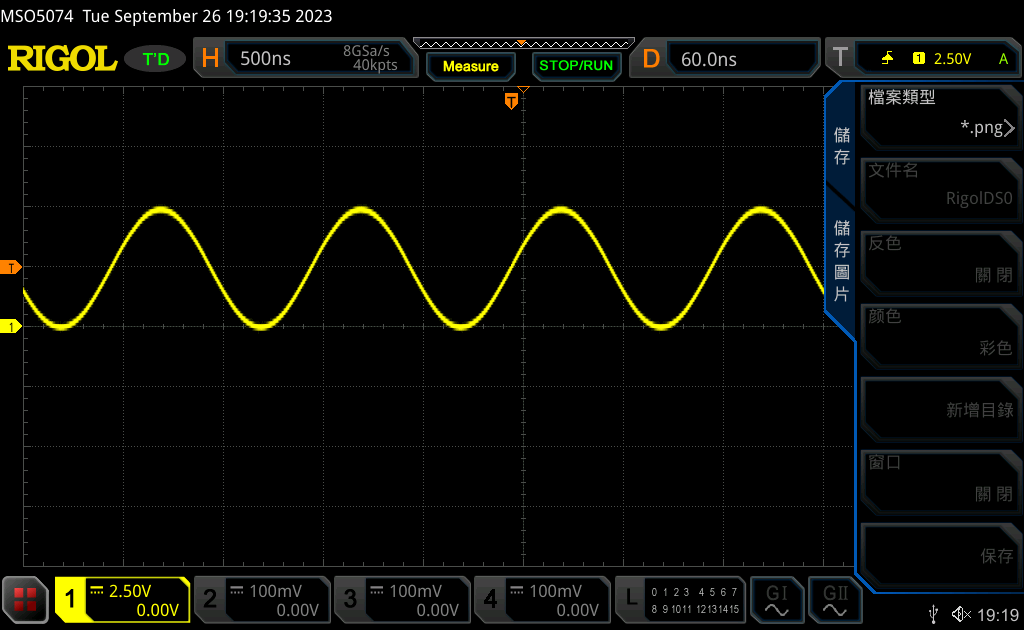 MSO5074 Tue September 26 19:19:35 2023
RIGOL
T'D
H
500ns
8GSa/s
40kpts
Measure
STOP/RUN
D
60.0ns
T
1
2.50V
A
T
T
1
儲存
儲存圖片
檔案類型
*.png
文件名
RigolDS0
反色
關 閉
颜色
彩色
新增目錄
窗口
關 閉
保存
1
2.50V
0.00V
2
100mV
0.00V
3
100mV
0.00V
4
100mV
0.00V
L
0 1 2 3 4 5 6 7
8 9 10 11 12 13 14 15
GI
GII
19:19